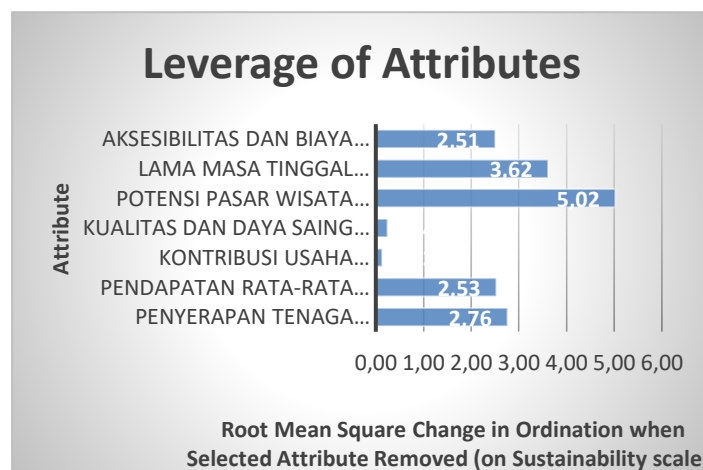 Leverage of Attributes
Attribute
AKSESIBILITAS DAN BIAYA... 2.51
LAMA MASA TINGGAL... 3.62
POTENSI PASAR WISATA... 5.02
KUALITAS DAN DAYA SAING...
KONTRIBUSI USAHA...
PENDAPATAN RATA-RATA... 2.53
PENYERAPAN TENAGA... 2.76
0,00 1,00 2,00 3,00 4,00 5,00 6,00
Root Mean Square Change in Ordination when
Selected Attribute Removed (on Sustainability scale